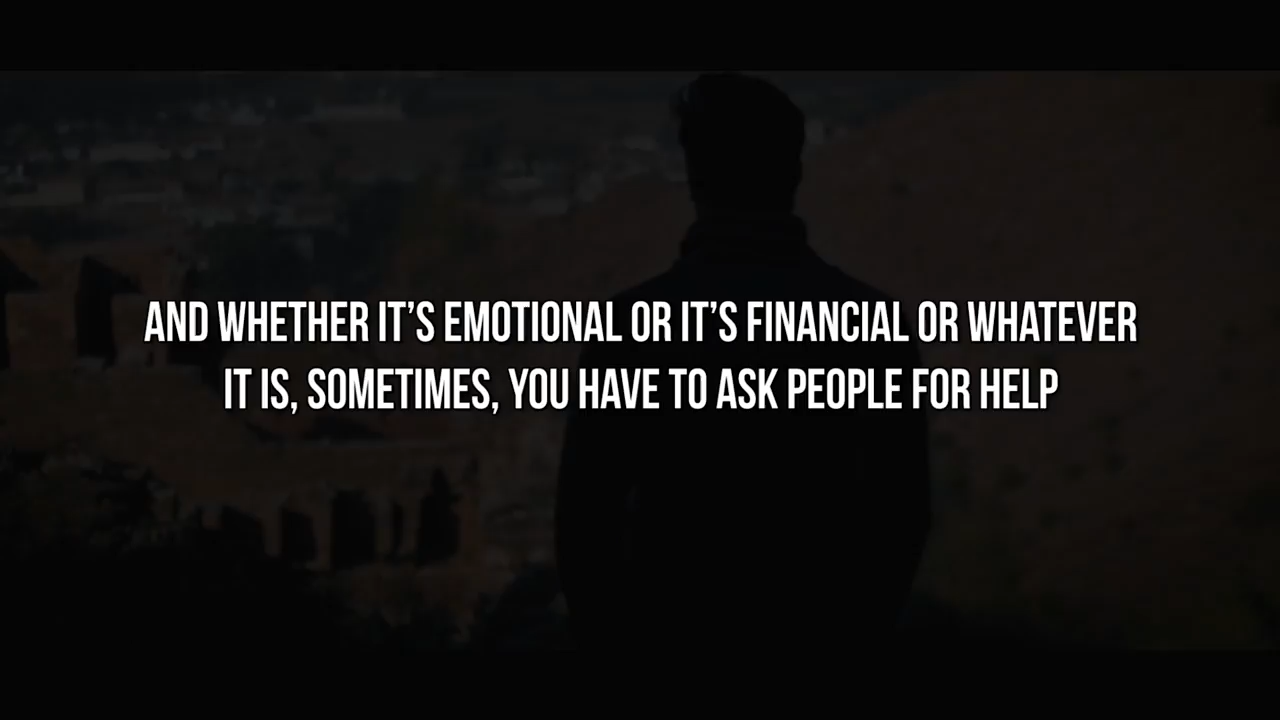 AND WHETHER IT’S EMOTIONAL OR IT’S FINANCIAL OR WHATEVER
IT IS, SOMETIMES, YOU HAVE TO ASK PEOPLE FOR HELP